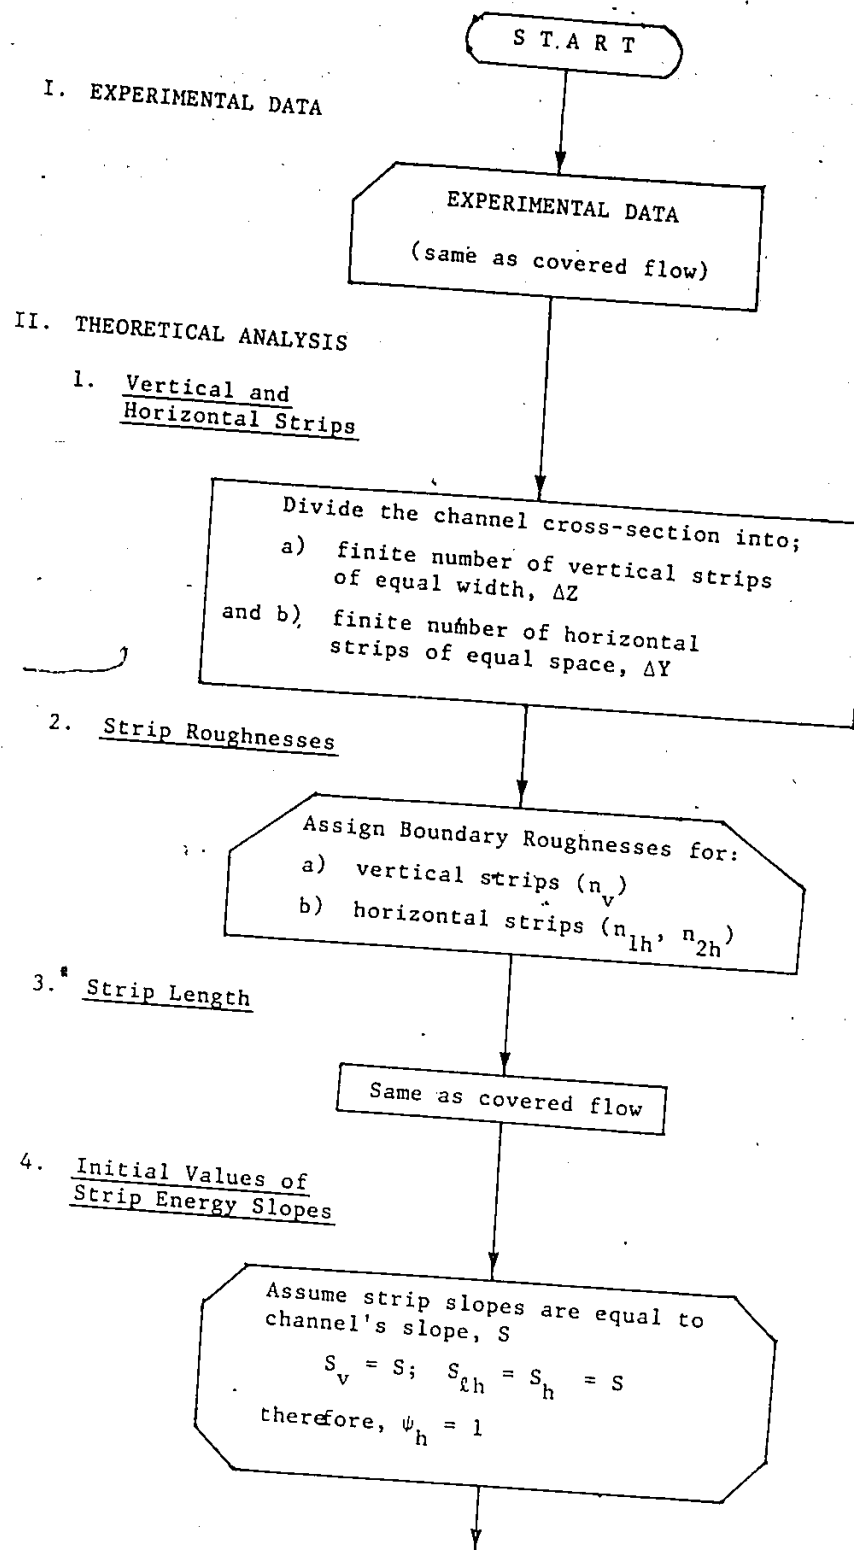 S T A R T
I. EXPERIMENTAL DATA
EXPERIMENTAL DATA
(same as covered flow)
II. THEORETICAL ANALYSIS
1. Vertical and
Horizontal Strips
Divide the channel cross-section into;
a) finite number of vertical strips
of equal width, ΔZ
and b) finite number of horizontal
strips of equal space, ΔY
2. Strip Roughnesses
Assign Boundary Roughnesses for:
a) vertical strips (n_v)
b) horizontal strips (n_1h, n_2h)
3. Strip Length
Same as covered flow
4. Initial Values of
Strip Energy Slopes
Assume strip slopes are equal to
channel's slope, S
S_v = S; S_ℓh = S_h = S
therefore, ψ_h = 1